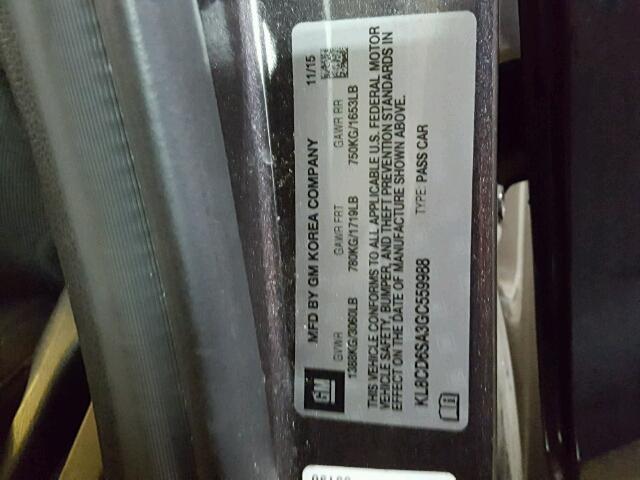 GM
MFD BY GM KOREA COMPANY 11/15
GVWR GAWR FRT GAWR RR
1388KG/3060LB 780KG/1719LB 750KG/1653LB
THIS VEHICLE CONFORMS TO ALL APPLICABLE U.S. FEDERAL MOTOR
VEHICLE SAFETY, BUMPER, AND THEFT PREVENTION STANDARDS IN
EFFECT ON THE DATE OF MANUFACTURE SHOWN ABOVE.
KL8CD6SA3GC559988 TYPE: PASS CAR